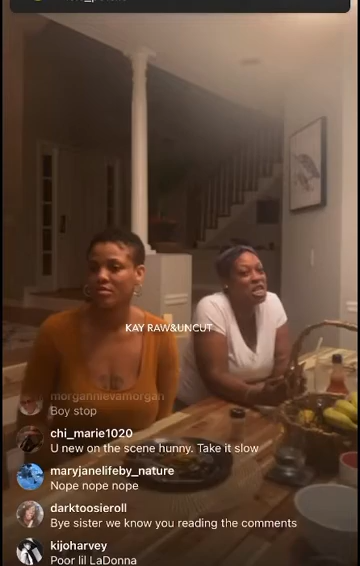 KAY RAW&UNCUT
morgannievamorgan
Boy stop
chi_marie1020
U new on the scene hunny. Take it slow
maryjanelifeby_nature
Nope nope nope
darktoosieroll
Bye sister we know you reading the comments
kijoharvey
Poor lil LaDonna